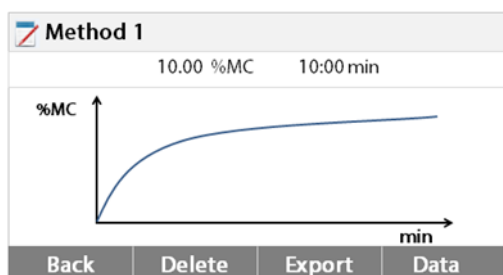 Method 1
10.00 %MC 10:00 min
%MC
min
Back Delete Export Data